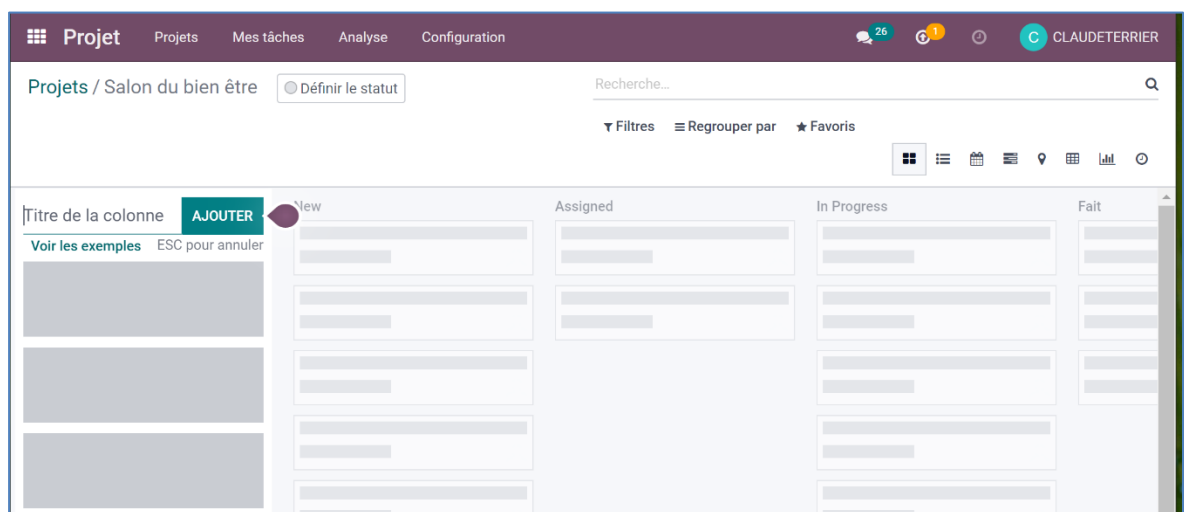 Projet Projets Mes tâches Analyse Configuration 26 1 C CLAUDETERRIER
Projets / Salon du bien être Définir le statut Recherche...
Filtres Regrouper par Favoris
Titre de la colonne AJOUTER New Assigned In Progress Fait
Voir les exemples ESC pour annuler